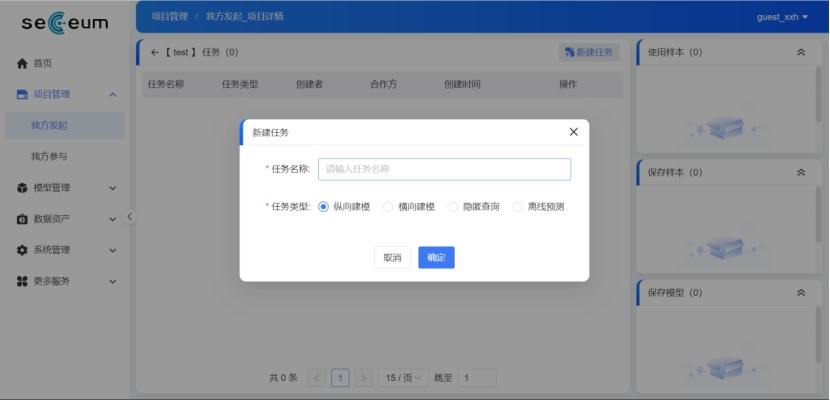 seCeum
项目管理 / 我方发起_项目详情
guest_xxh
首页
项目管理
我方发起
我方参与
模型管理
数据资产
系统管理
更多服务
←【 test 】任务（0）
新建任务
任务名称 任务类型 创建者 合作方 创建时间 操作
新建任务
* 任务名称: 请输入任务名称
* 任务类型: 纵向建模 横向建模 隐匿查询 离线预测
取消 确定
共 0 条 < 1 > 15 / 页 跳至 1
使用样本（0）
保存样本（0）
保存模型（0）